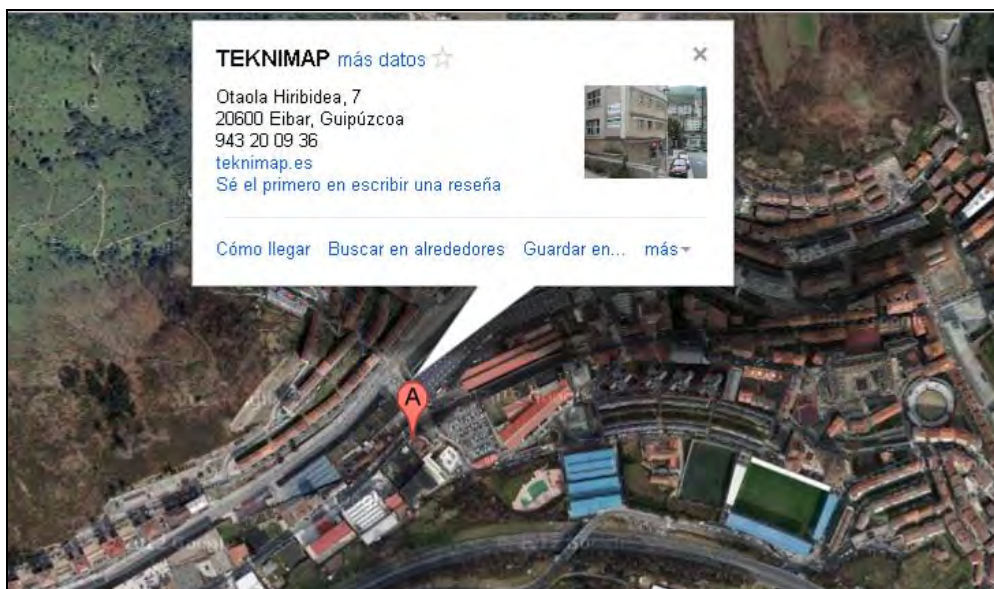 TEKNIMAP más datos
Otaola Hiribidea, 7
20600 Eibar, Guipúzcoa
943 20 09 36
teknimap.es
Sé el primero en escribir una reseña
Cómo llegar Buscar en alrededores Guardar en... más
A